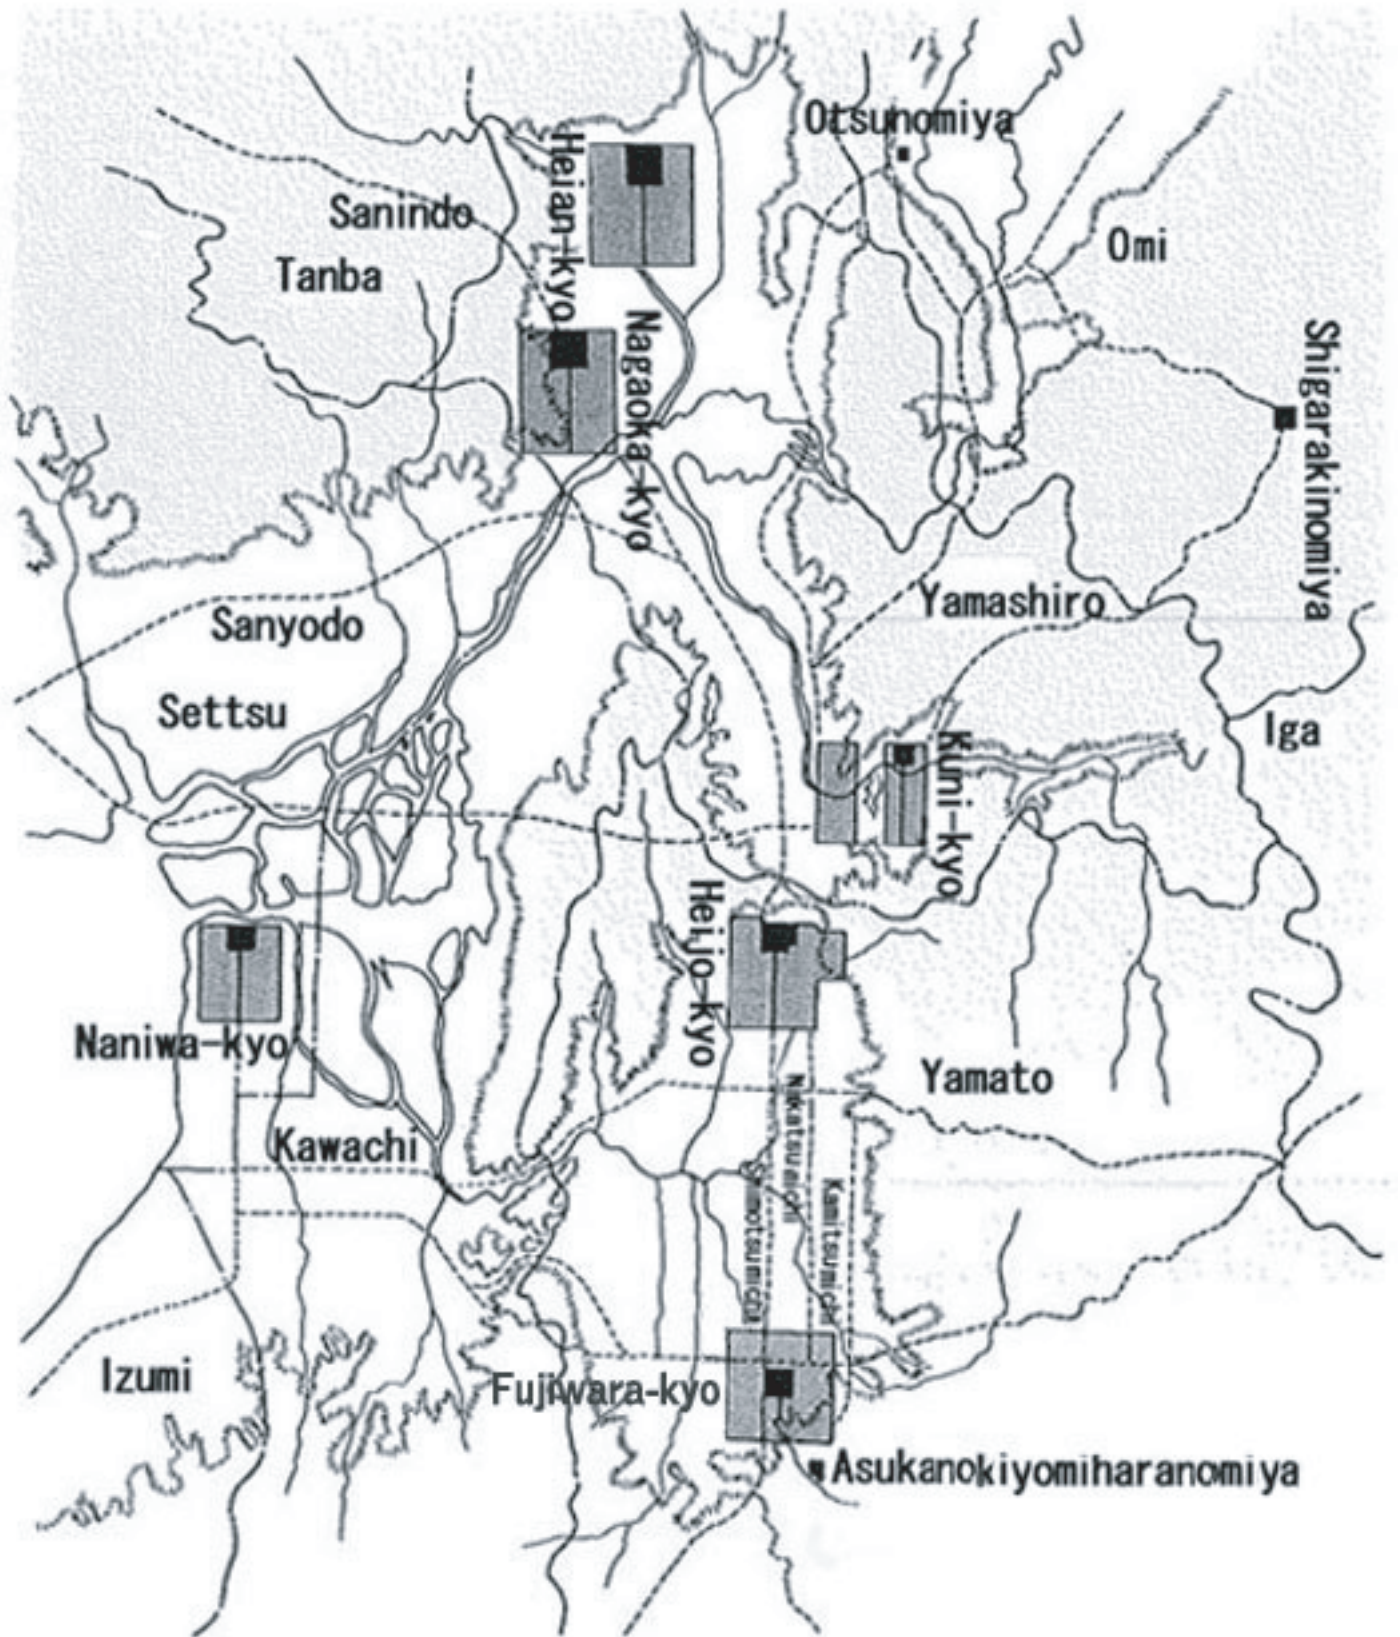 Otsunomiya
Heian-kyo
Sanindo
Omi
Tanba
Nagaoka-kyo
Shigarakinomiya
Yamashiro
Sanyodo
Settsu
Iga
Kuni-kyo
Heijo-kyo
Naniwa-kyo
Yamato
Nakatsumichi
Kawachi
Shimotsumichi
Kamitsumichi
Izumi
Fujiwara-kyo
Asukanokiyomiharanomiya